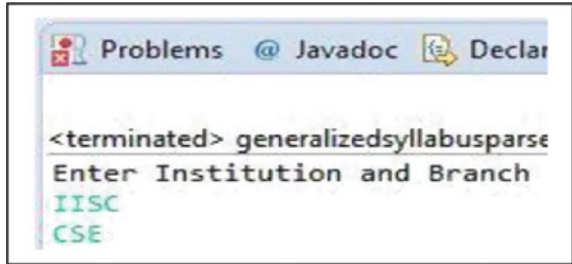 Problems @ Javadoc Declar
<terminated> generalizedsyllabusparse
Enter Institution and Branch
IISC
CSE